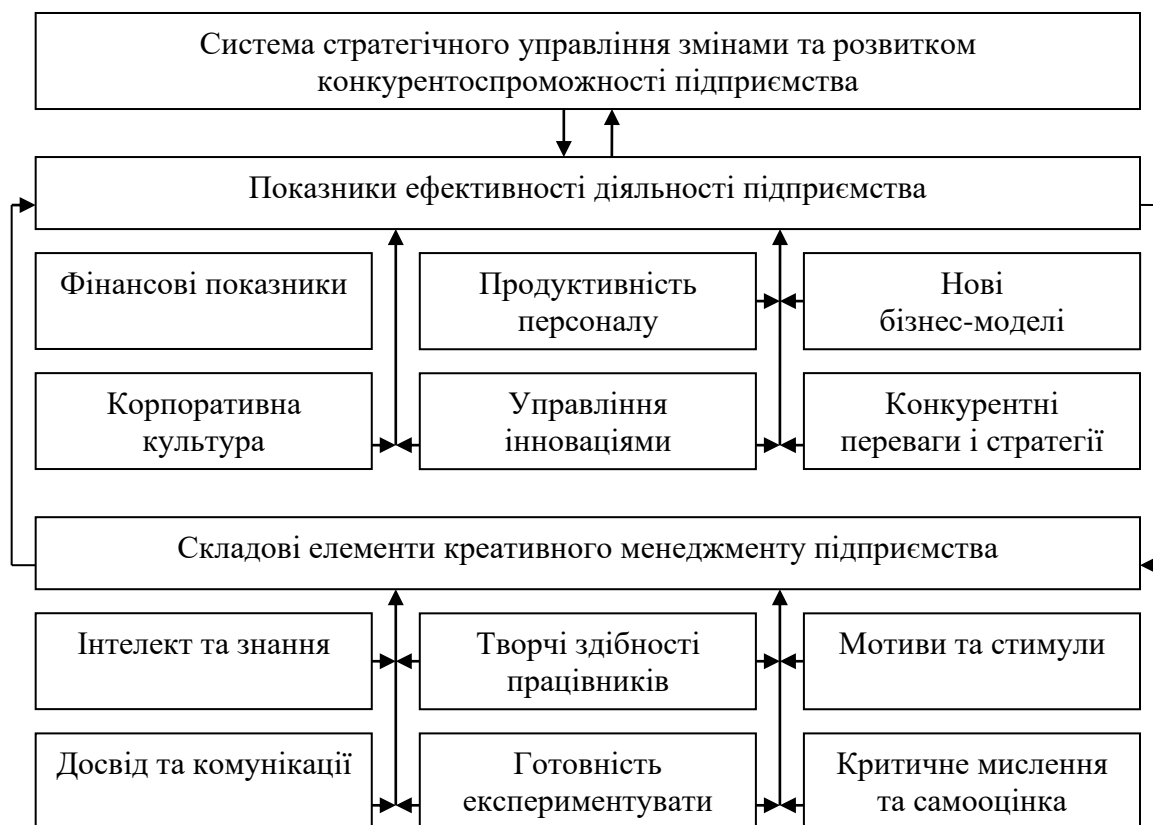 Система стратегічного управління змінами та розвитком
конкурентоспроможності підприємства
Показники ефективності діяльності підприємства
Фінансові показники
Продуктивність
персоналу
Нові
бізнес-моделі
Корпоративна
культура
Управління
інноваціями
Конкурентні
переваги і стратегії
Складові елементи креативного менеджменту підприємства
Інтелект та знання
Творчі здібності
працівників
Мотиви та стимули
Досвід та комунікації
Готовність
експериментувати
Критичне мислення
та самооцінка